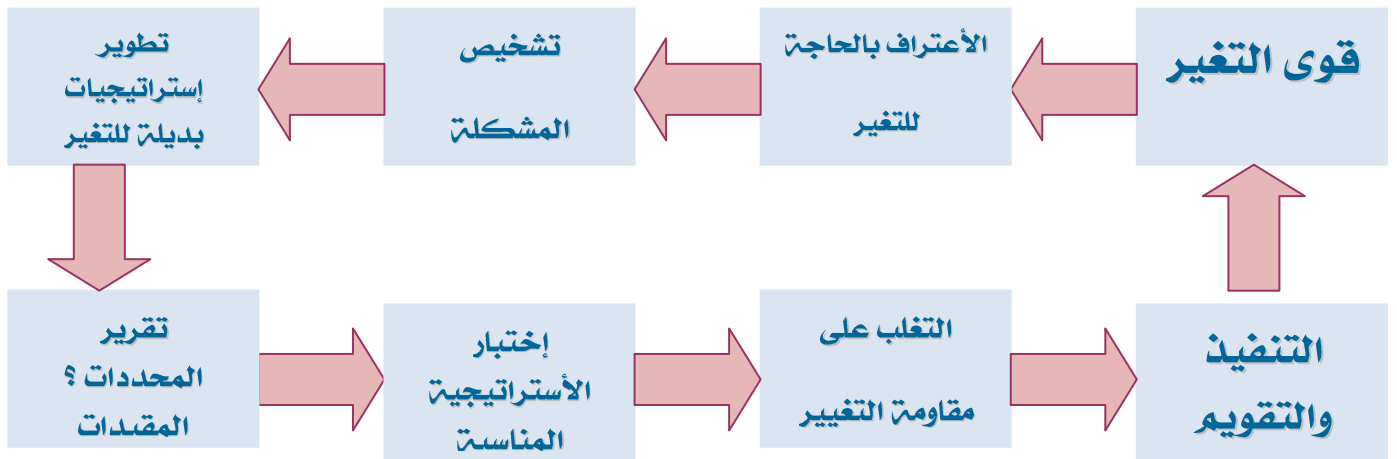 قوى التغير
الأعتراف بالحاجة
للتغير
تشخيص
المشكلة
تطوير
إستراتيجيات
بديلة للتغير
تقرير
المحددات ؟
المقيدات
إختبار
الأستراتيجية
المناسبة
التغلب على
مقاومة التغيير
التنفيذ
والتقويم